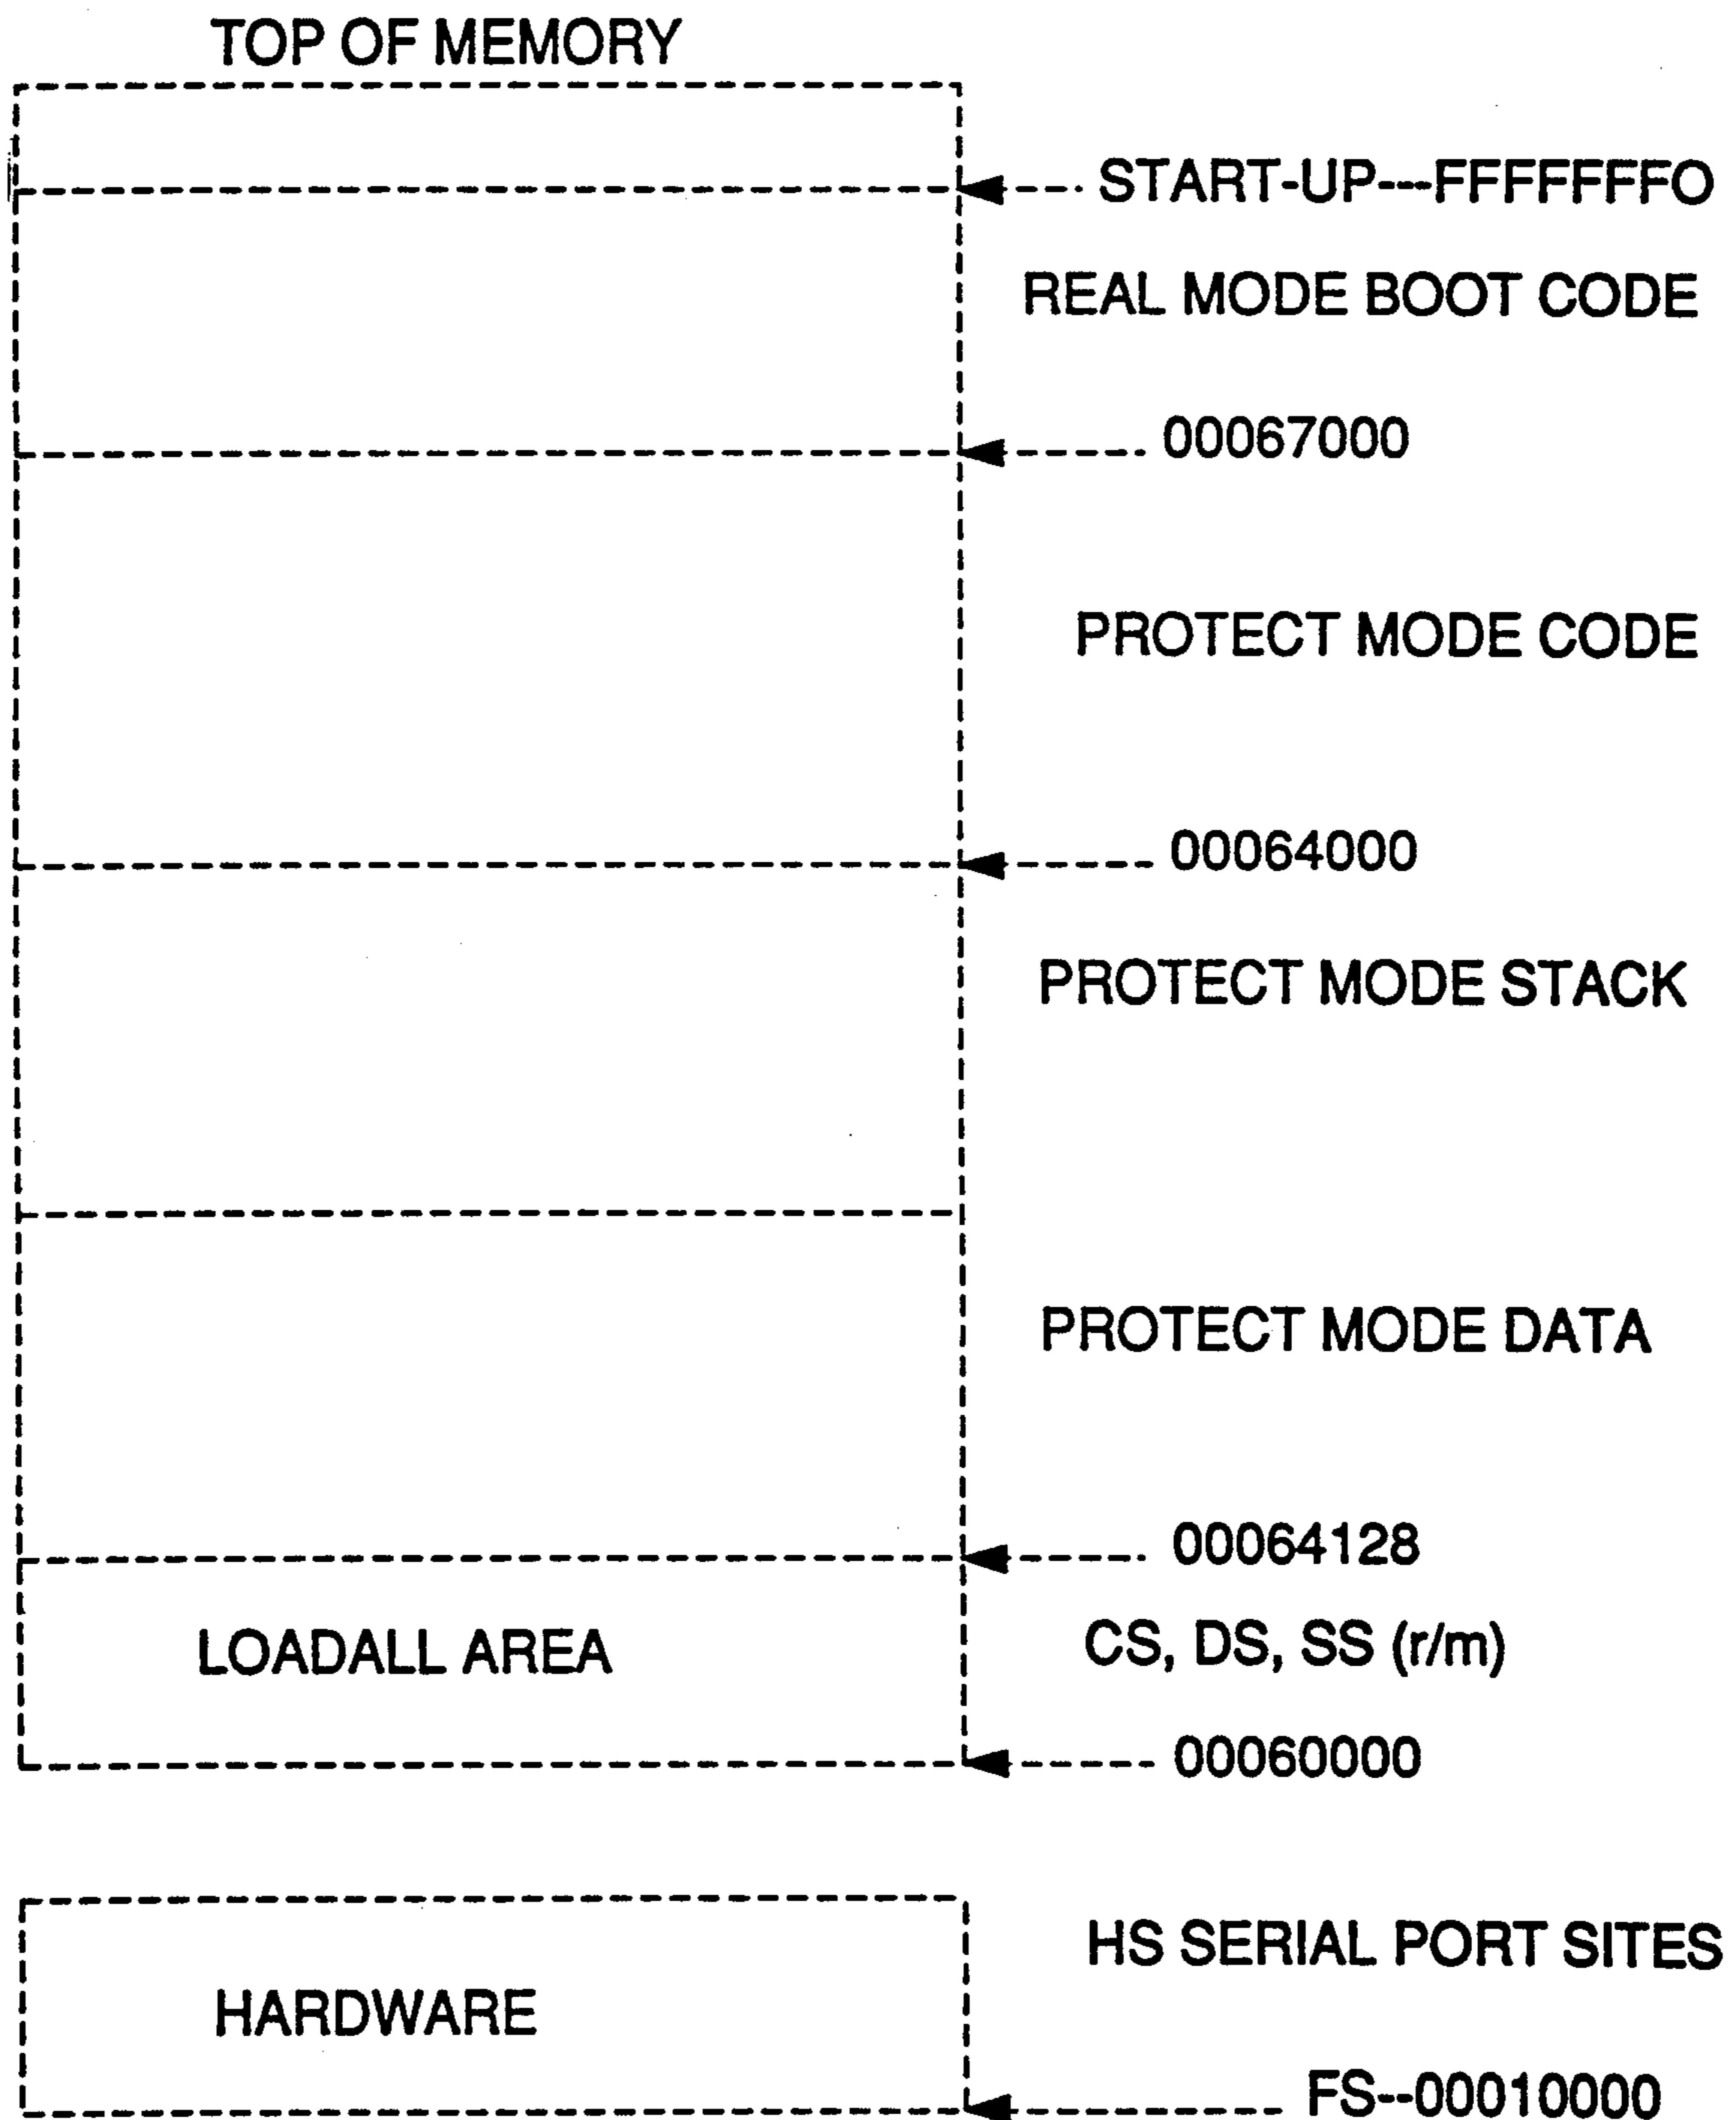 TOP OF MEMORY
START-UP---FFFFFFFO
REAL MODE BOOT CODE
00067000
PROTECT MODE CODE
00064000
PROTECT MODE STACK
PROTECT MODE DATA
00064128
LOADALL AREA
CS, DS, SS (r/m)
00060000
HS SERIAL PORT SITES
HARDWARE
FS--00010000